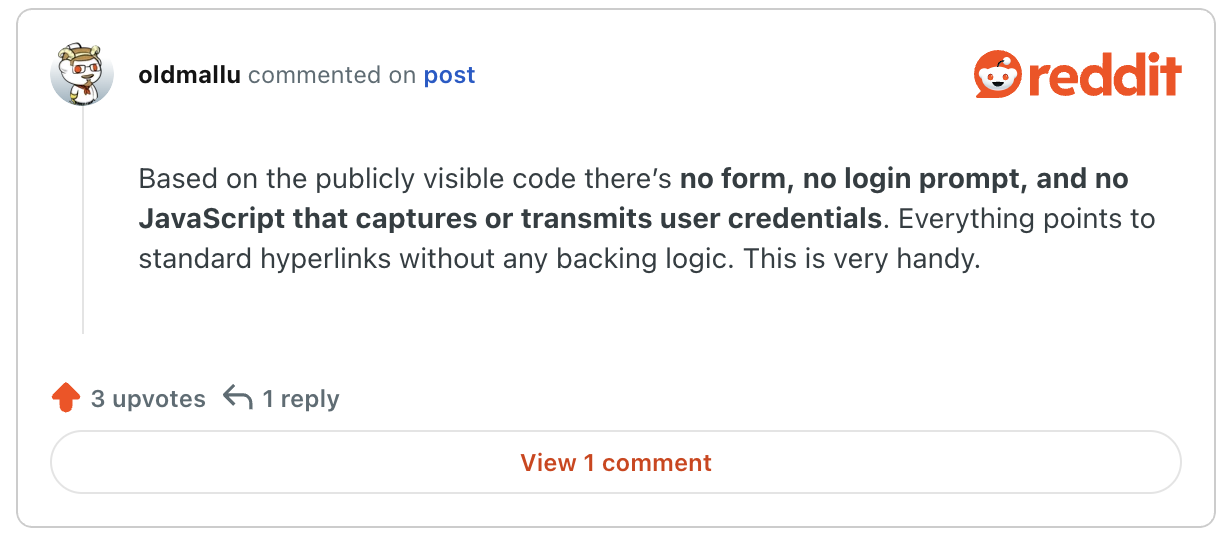 oldmallu commented on post
reddit
Based on the publicly visible code there’s no form, no login prompt, and no
JavaScript that captures or transmits user credentials. Everything points to
standard hyperlinks without any backing logic. This is very handy.
3 upvotes 1 reply
View 1 comment